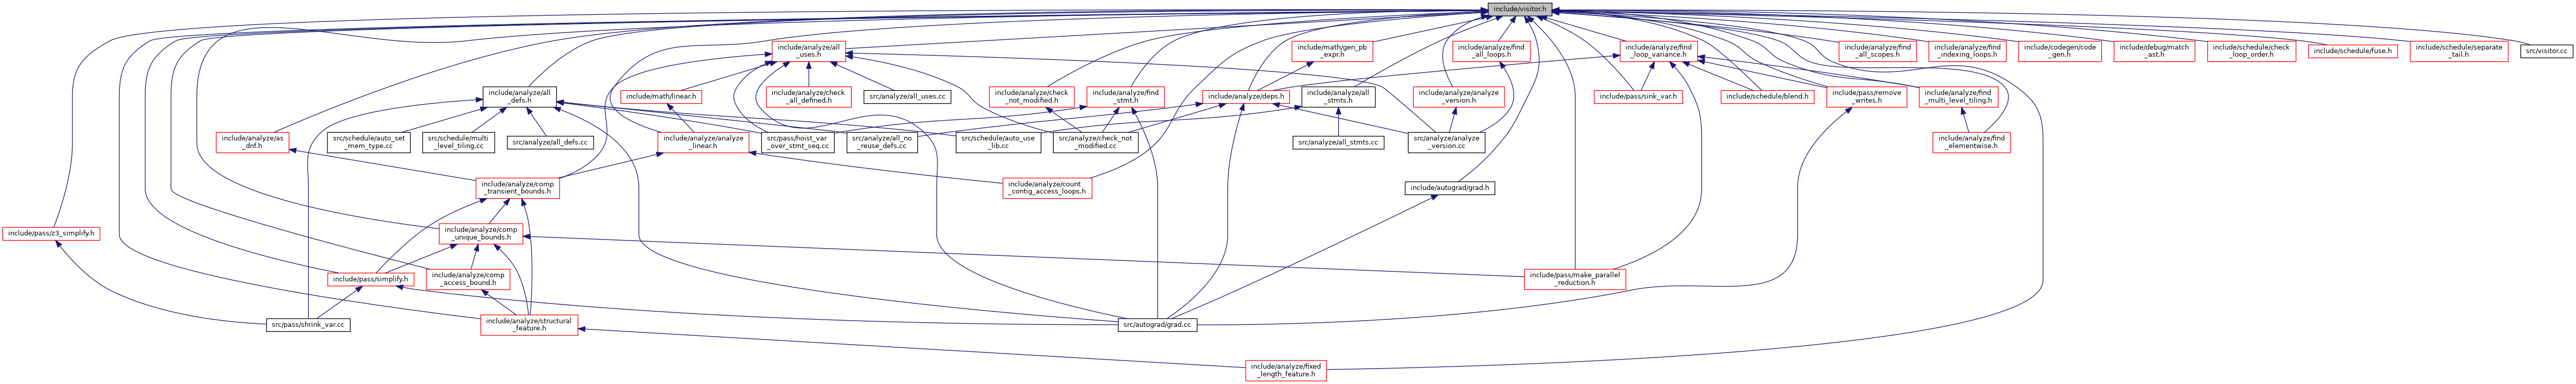 include/visitor.h
include/analyze/all
_uses.h
include/math/gen_pb
_expr.h
include/analyze/find
_all_loops.h
include/analyze/find
_loop_variance.h
include/analyze/find
_all_scopes.h
include/analyze/find
_indexing_loops.h
include/codegen/code
_gen.h
include/debug/match
_ast.h
include/schedule/check
_loop_order.h
include/schedule/fuse.h
include/schedule/separate
_tail.h
src/visitor.cc
include/analyze/all
_defs.h
include/math/linear.h
include/analyze/check
_all_defined.h
src/analyze/all_uses.cc
include/analyze/check
_not_modified.h
include/analyze/find
_stmt.h
include/analyze/deps.h
include/analyze/all
_stmts.h
include/analyze/analyze
_version.h
include/pass/sink_var.h
include/schedule/blend.h
include/pass/remove
_writes.h
include/analyze/find
_multi_level_tiling.h
include/analyze/as
_dnf.h
src/schedule/auto_set
_mem_type.cc
src/schedule/multi
_level_tiling.cc
src/analyze/all_defs.cc
include/analyze/analyze
_linear.h
src/pass/hoist_var
_over_stmt_seq.cc
src/analyze/all_no
_reuse_defs.cc
src/schedule/auto_use
_lib.cc
src/analyze/check_not
_modified.cc
src/analyze/all_stmts.cc
src/analyze/analyze
_version.cc
include/analyze/find
_elementwise.h
include/analyze/comp
_transient_bounds.h
include/analyze/count
_contig_access_loops.h
include/autograd/grad.h
include/pass/z3_simplify.h
include/analyze/comp
_unique_bounds.h
include/pass/simplify.h
include/analyze/comp
_access_bound.h
include/pass/make_parallel
_reduction.h
src/pass/shrink_var.cc
include/analyze/structural
_feature.h
src/autograd/grad.cc
include/analyze/fixed
_length_feature.h